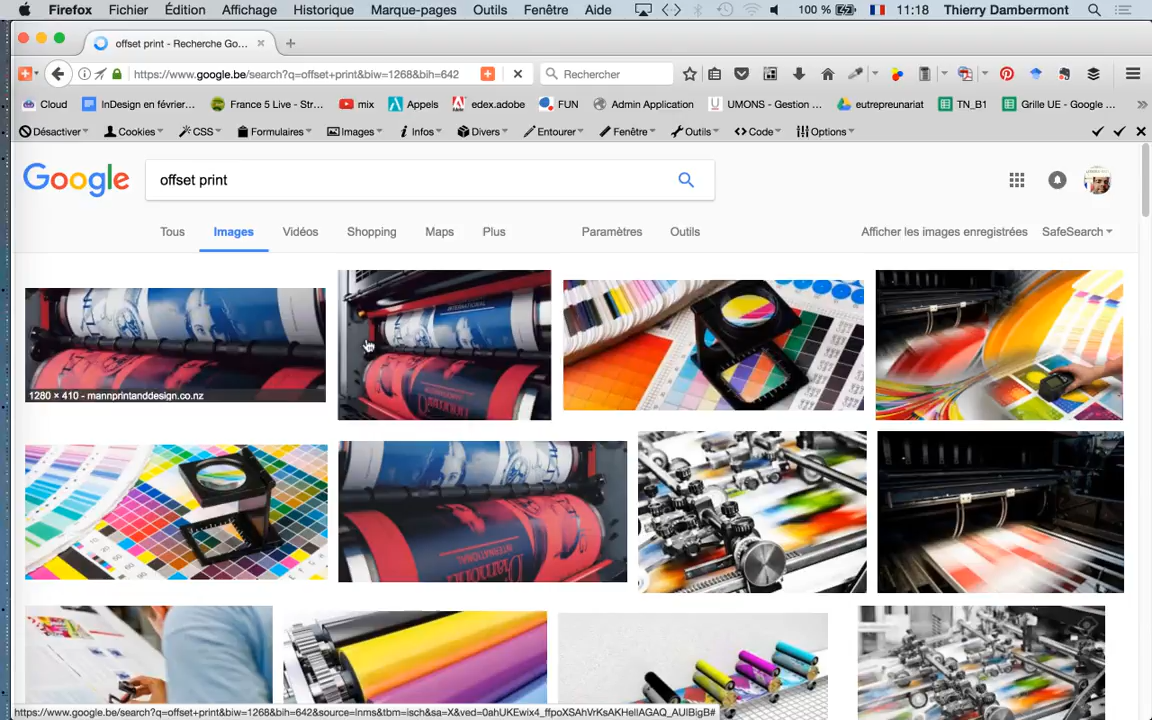 Firefox Fichier Édition Affichage Historique Marque-pages Outils Fenêtre Aide 100 % 11:18 Thierry Dambermont
offset print - Recherche Go...
https://www.google.be/search?q=offset+print&biw=1268&bih=642 Rechercher
Cloud InDesign en février... France 5 Live - Str... mix Appels edex.adobe FUN Admin Application UMONS - Gestion ... eutrepreunariat TN_B1 Grille UE - Google ...
Désactiver Cookies CSS Formulaires Images Infos Divers Entourer Fenêtre Outils Code Options
Google offset print
Tous Images Vidéos Shopping Maps Plus Paramètres Outils Afficher les images enregistrées SafeSearch
INTERNATIONAL
1280 × 410 - mannprintanddesign.co.nz
https://www.google.be/search?q=offset+print&biw=1268&bih=642&source=lnms&tbm=isch&sa=X&ved=0ahUKEwix4_ffpoXSAhVrKsAKHellAGAQ_AUIBigB#